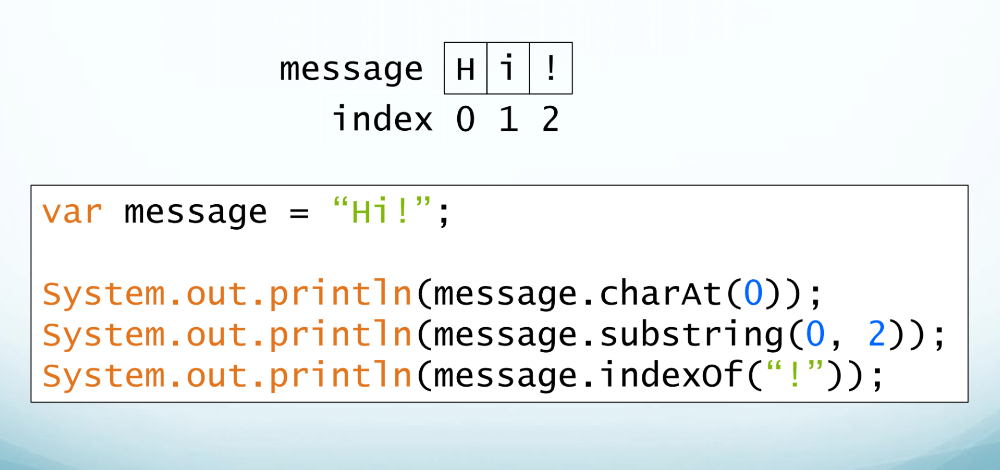 message H i !
index 0 1 2
var message = “Hi!”;
System.out.println(message.charAt(0));
System.out.println(message.substring(0, 2));
System.out.println(message.indexOf(“!”));